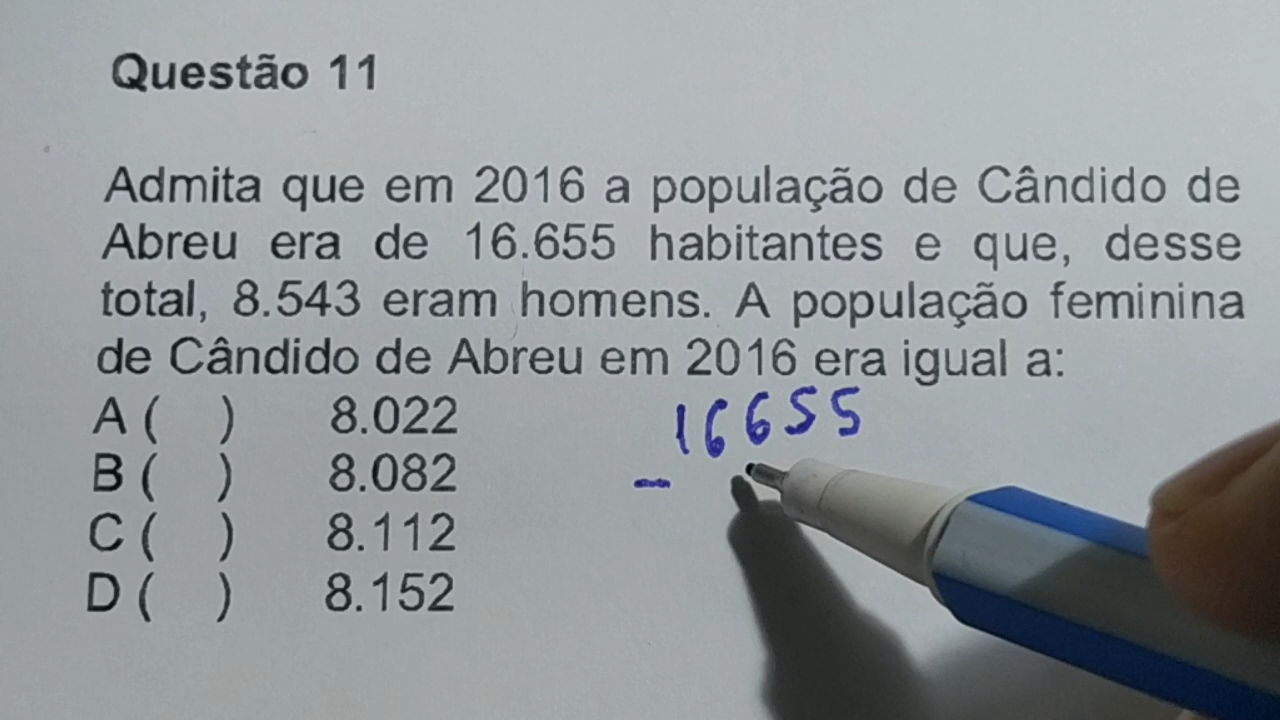 Questão 11
Admita que em 2016 a população de Cândido de
Abreu era de 16.655 habitantes e que, desse
total, 8.543 eram homens. A população feminina
de Cândido de Abreu em 2016 era igual a:
A ( ) 8.022
16655
B ( ) 8.082
-
C ( ) 8.112
D ( ) 8.152